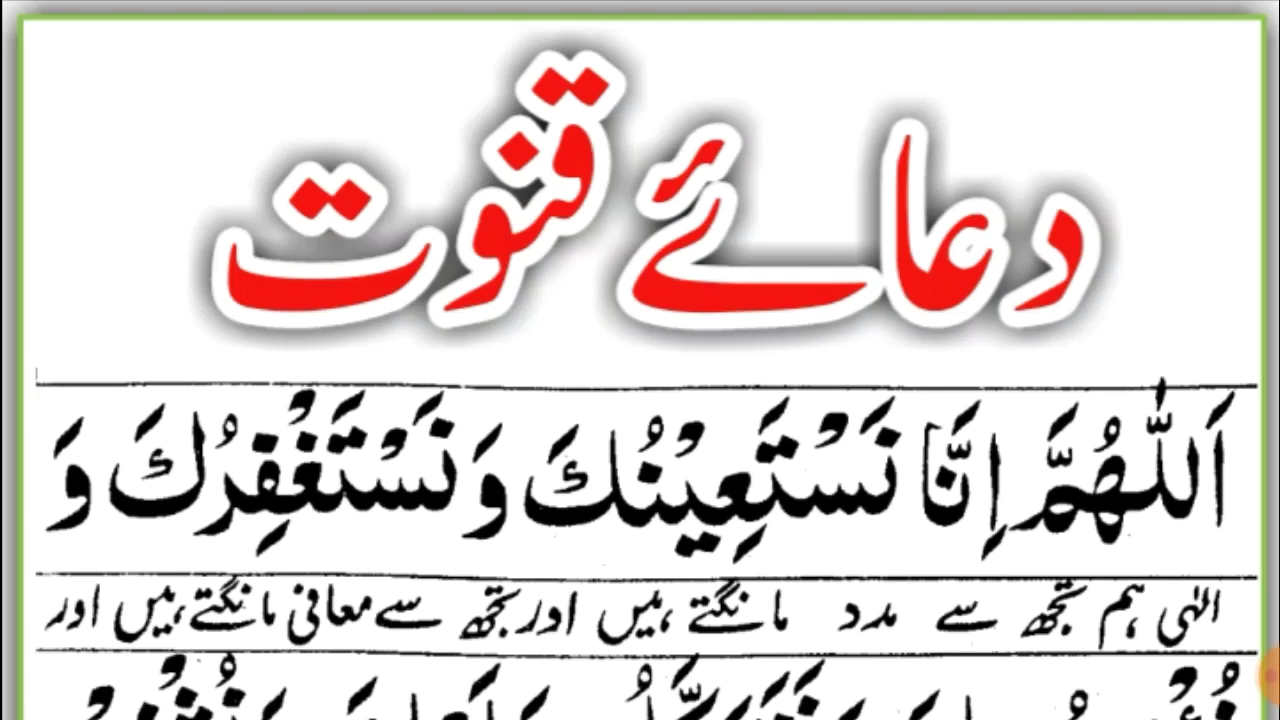 دعائے قنوت
اَللّٰهُمَّ اِنَّا نَسْتَعِيْنُكَ وَنَسْتَغْفِرُكَ وَ
الٰہی ہم تجھ سے مدد مانگتے ہیں اور تجھ سے معافی مانگتے ہیں اور